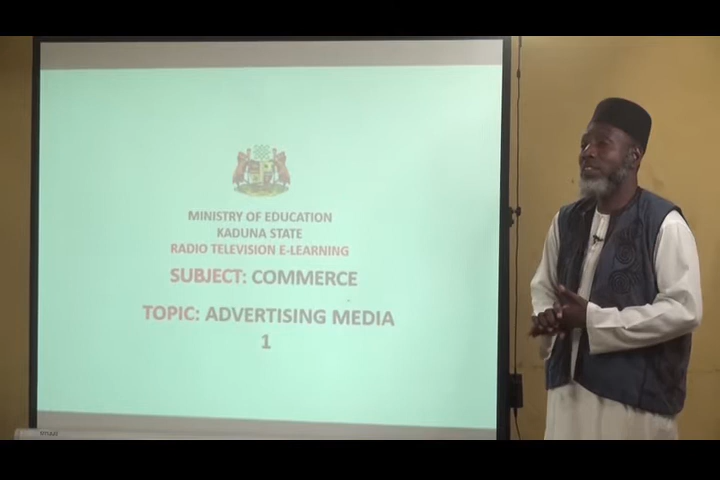 MINISTRY OF EDUCATION
KADUNA STATE
RADIO TELEVISION E-LEARNING
SUBJECT: COMMERCE
TOPIC: ADVERTISING MEDIA
1